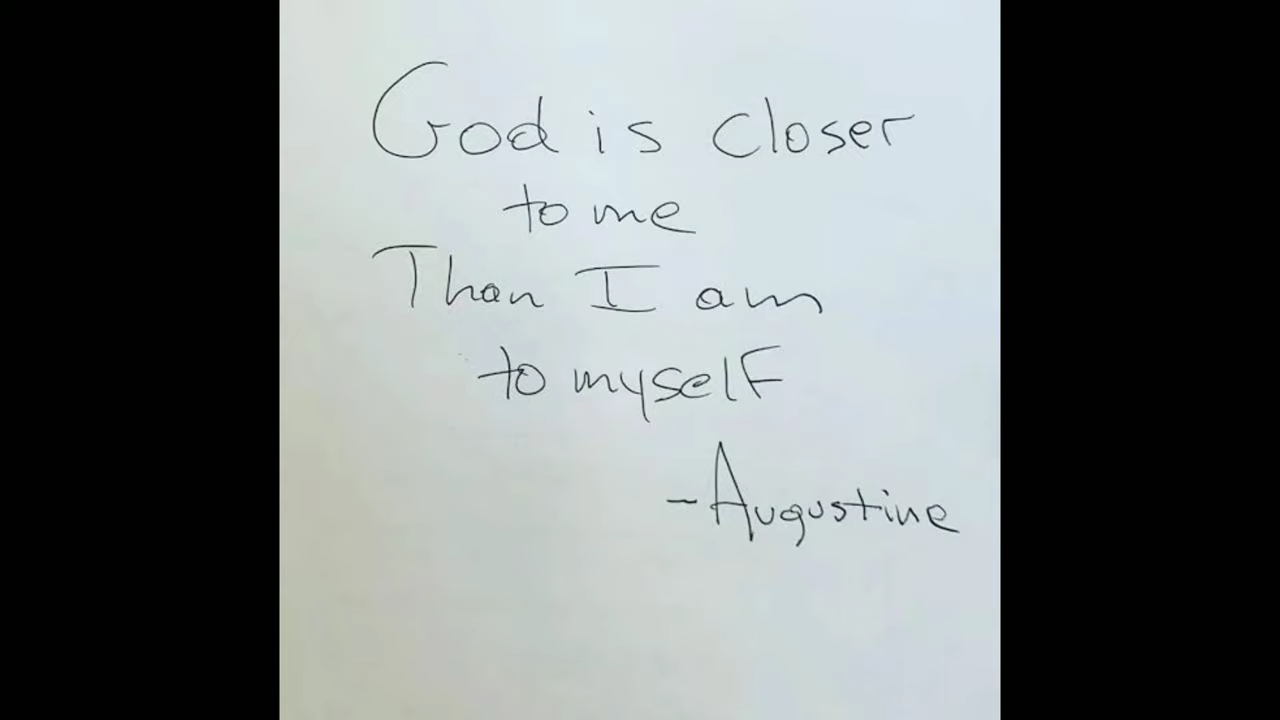 God is closer
to me
Than I am
to myself
-Augustine